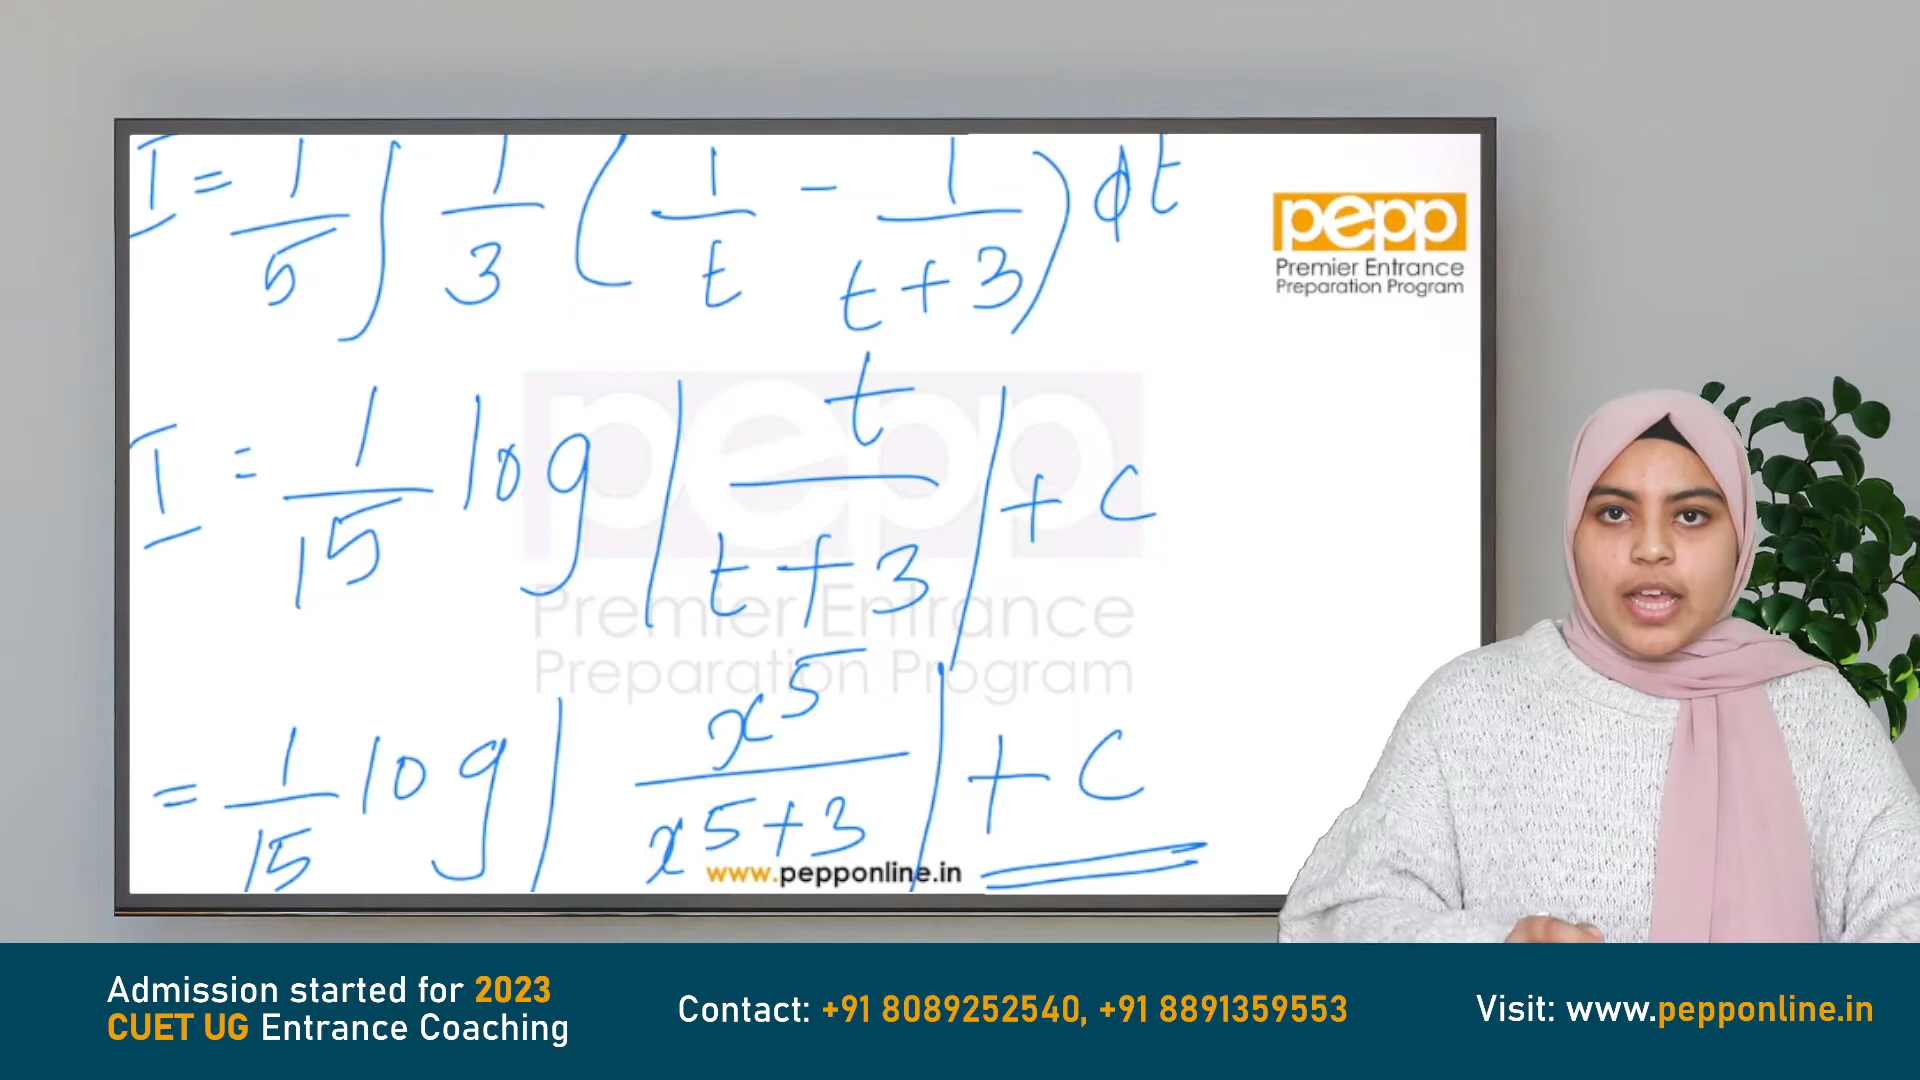 I = 1/5 ∫ 1/3 ( 1/t - 1/t+3 ) dt
pepp
Premier Entrance
Preparation Program
I = 1/15 log | t/t+3 | + c
pepp
Premier Entrance
Preparation Program
= 1/15 log | x^5/x^5+3 | + c
www.pepponline.in
Admission started for 2023
CUET UG Entrance Coaching
Contact: +91 8089252540, +91 8891359553
Visit: www.pepponline.in